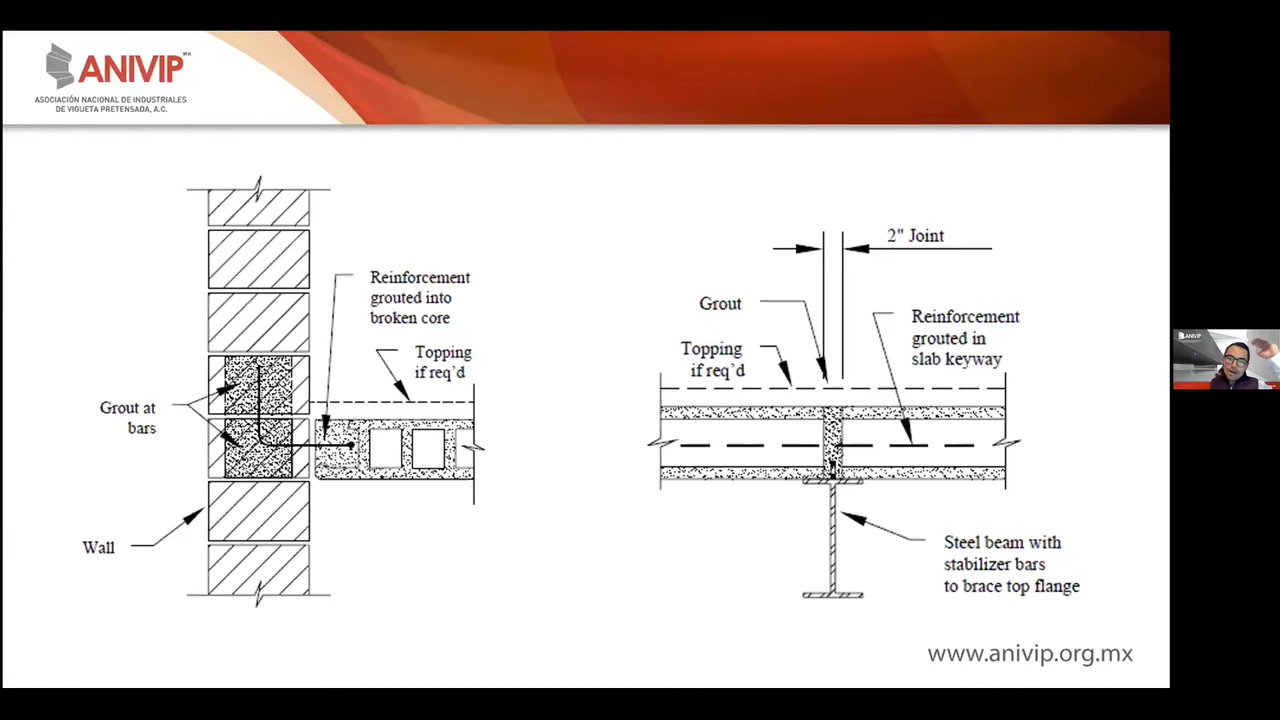 ANIVIP MR
ASOCIACIÓN NACIONAL DE INDUSTRIALES
DE VIGUETA PRETENSADA, A.C.
Reinforcement
grouted into
broken core
Topping
if req'd
Grout at
bars
Wall
2" Joint
Grout
Topping
if req'd
Reinforcement
grouted in
slab keyway
Steel beam with
stabilizer bars
to brace top flange
www.anivip.org.mx
ANIVIP